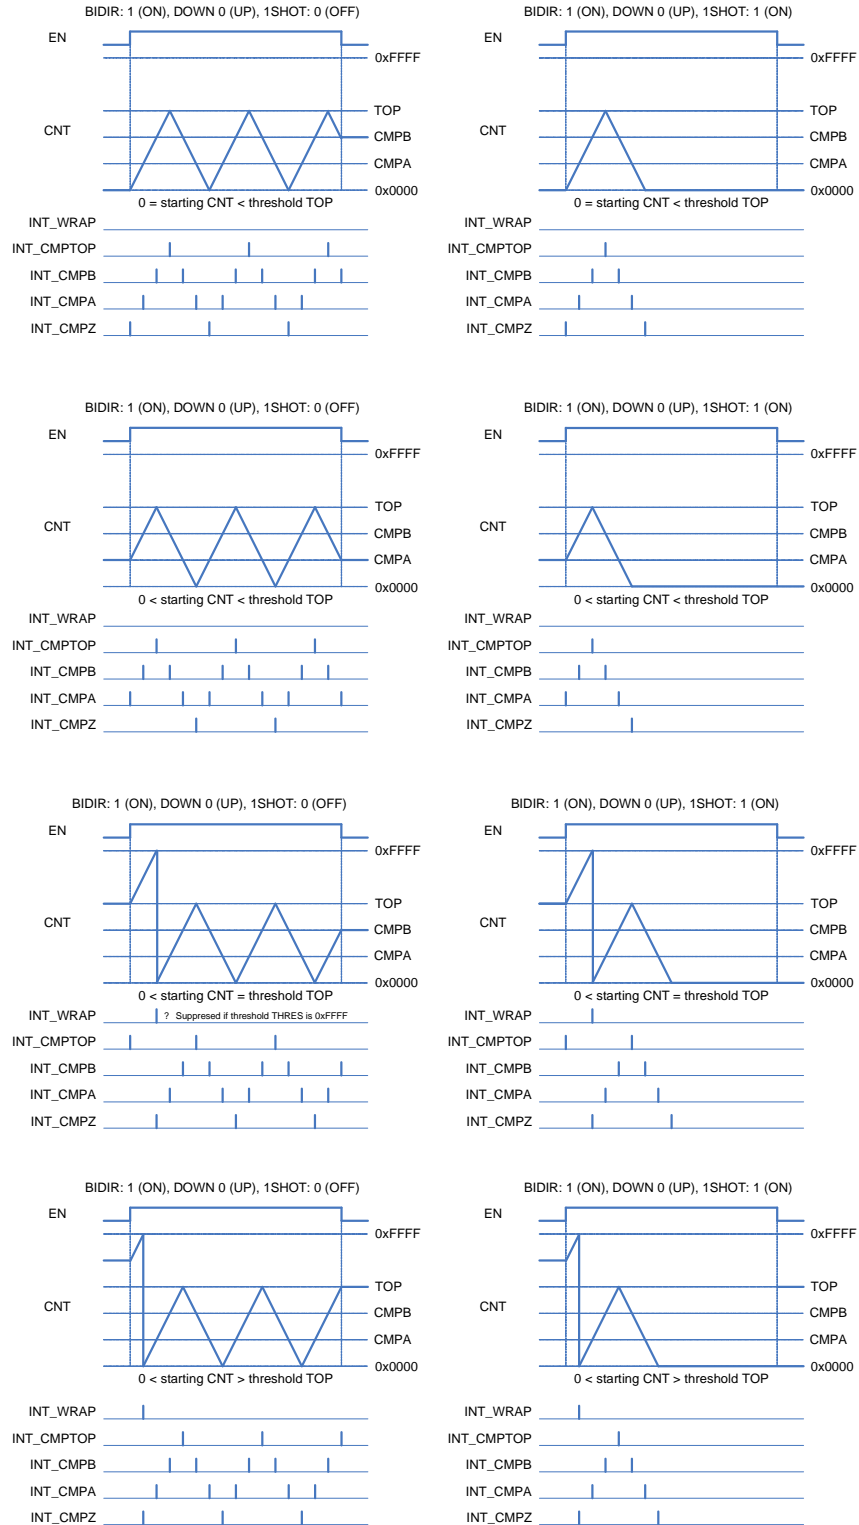 BIDIR: 1 (ON), DOWN 0 (UP), 1SHOT: 0 (OFF)
EN
0xFFFF
TOP
CNT
CMPB
CMPA
0x0000
0 = starting CNT < threshold TOP
INT_WRAP
INT_CMPTOP
INT_CMPB
INT_CMPA
INT_CMPZ
BIDIR: 1 (ON), DOWN 0 (UP), 1SHOT: 1 (ON)
EN
0xFFFF
TOP
CNT
CMPB
CMPA
0x0000
0 = starting CNT < threshold TOP
INT_WRAP
INT_CMPTOP
INT_CMPB
INT_CMPA
INT_CMPZ
BIDIR: 1 (ON), DOWN 0 (UP), 1SHOT: 0 (OFF)
EN
0xFFFF
TOP
CNT
CMPB
CMPA
0x0000
0 < starting CNT < threshold TOP
INT_WRAP
INT_CMPTOP
INT_CMPB
INT_CMPA
INT_CMPZ
BIDIR: 1 (ON), DOWN 0 (UP), 1SHOT: 1 (ON)
EN
0xFFFF
TOP
CNT
CMPB
CMPA
0x0000
0 < starting CNT < threshold TOP
INT_WRAP
INT_CMPTOP
INT_CMPB
INT_CMPA
INT_CMPZ
BIDIR: 1 (ON), DOWN 0 (UP), 1SHOT: 0 (OFF)
EN
0xFFFF
TOP
CNT
CMPB
CMPA
0x0000
0 < starting CNT = threshold TOP
INT_WRAP ? Suppresed if threshold THRES is 0xFFFF
INT_CMPTOP
INT_CMPB
INT_CMPA
INT_CMPZ
BIDIR: 1 (ON), DOWN 0 (UP), 1SHOT: 1 (ON)
EN
0xFFFF
TOP
CNT
CMPB
CMPA
0x0000
0 < starting CNT = threshold TOP
INT_WRAP
INT_CMPTOP
INT_CMPB
INT_CMPA
INT_CMPZ
BIDIR: 1 (ON), DOWN 0 (UP), 1SHOT: 0 (OFF)
EN
0xFFFF
TOP
CNT
CMPB
CMPA
0x0000
0 < starting CNT > threshold TOP
INT_WRAP
INT_CMPTOP
INT_CMPB
INT_CMPA
INT_CMPZ
BIDIR: 1 (ON), DOWN 0 (UP), 1SHOT: 1 (ON)
EN
0xFFFF
TOP
CNT
CMPB
CMPA
0x0000
0 < starting CNT > threshold TOP
INT_WRAP
INT_CMPTOP
INT_CMPB
INT_CMPA
INT_CMPZ